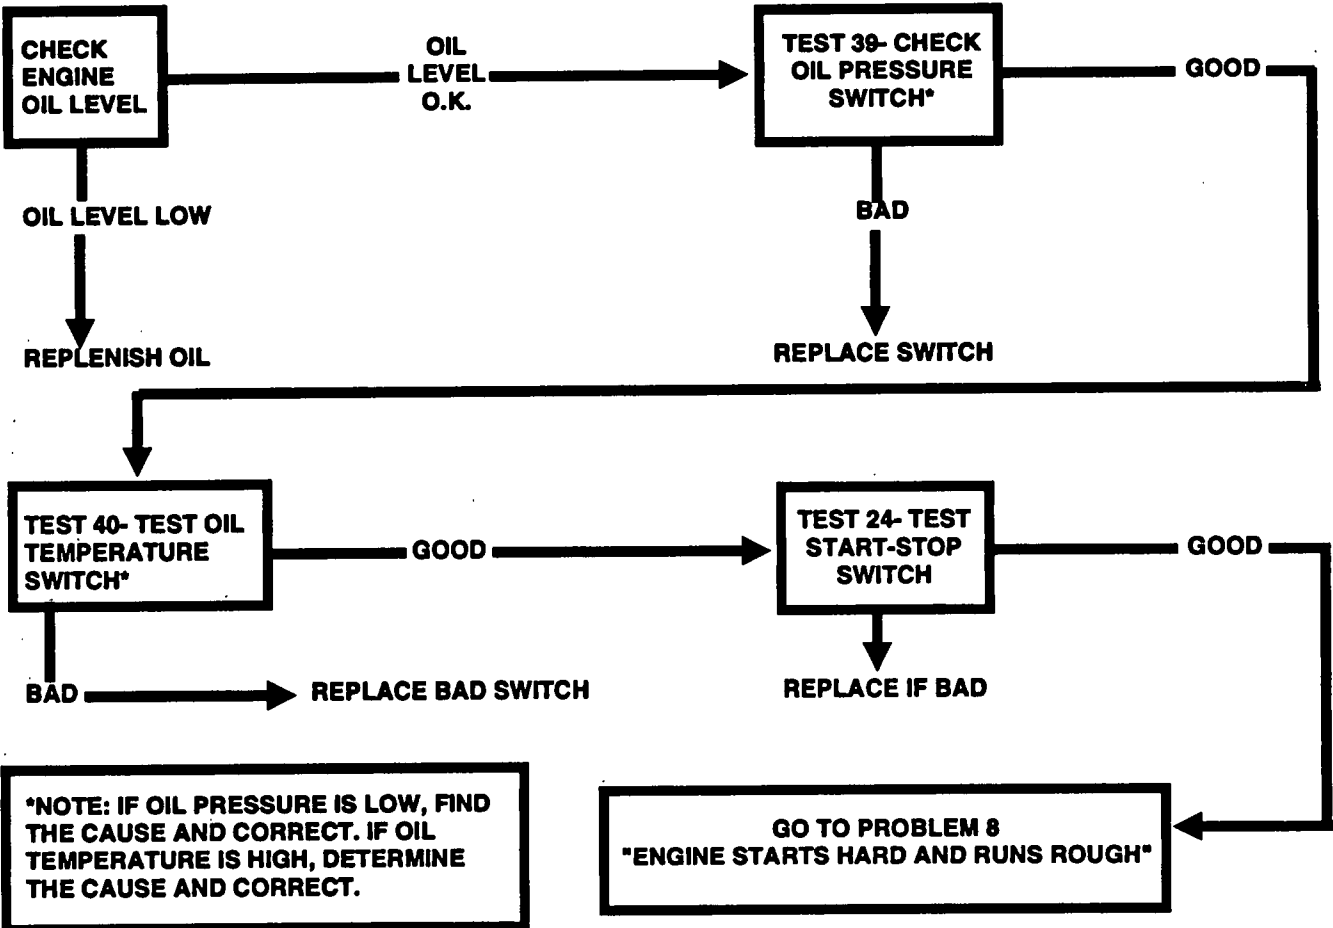 CHECK
ENGINE
OIL LEVEL
OIL
LEVEL
O.K.
TEST 39- CHECK
OIL PRESSURE
SWITCH*
GOOD
OIL LEVEL LOW
BAD
REPLENISH OIL
REPLACE SWITCH
TEST 40- TEST OIL
TEMPERATURE
SWITCH*
GOOD
TEST 24- TEST
START-STOP
SWITCH
GOOD
BAD
REPLACE BAD SWITCH
REPLACE IF BAD
*NOTE: IF OIL PRESSURE IS LOW, FIND
THE CAUSE AND CORRECT. IF OIL
TEMPERATURE IS HIGH, DETERMINE
THE CAUSE AND CORRECT.
GO TO PROBLEM 8
"ENGINE STARTS HARD AND RUNS ROUGH"